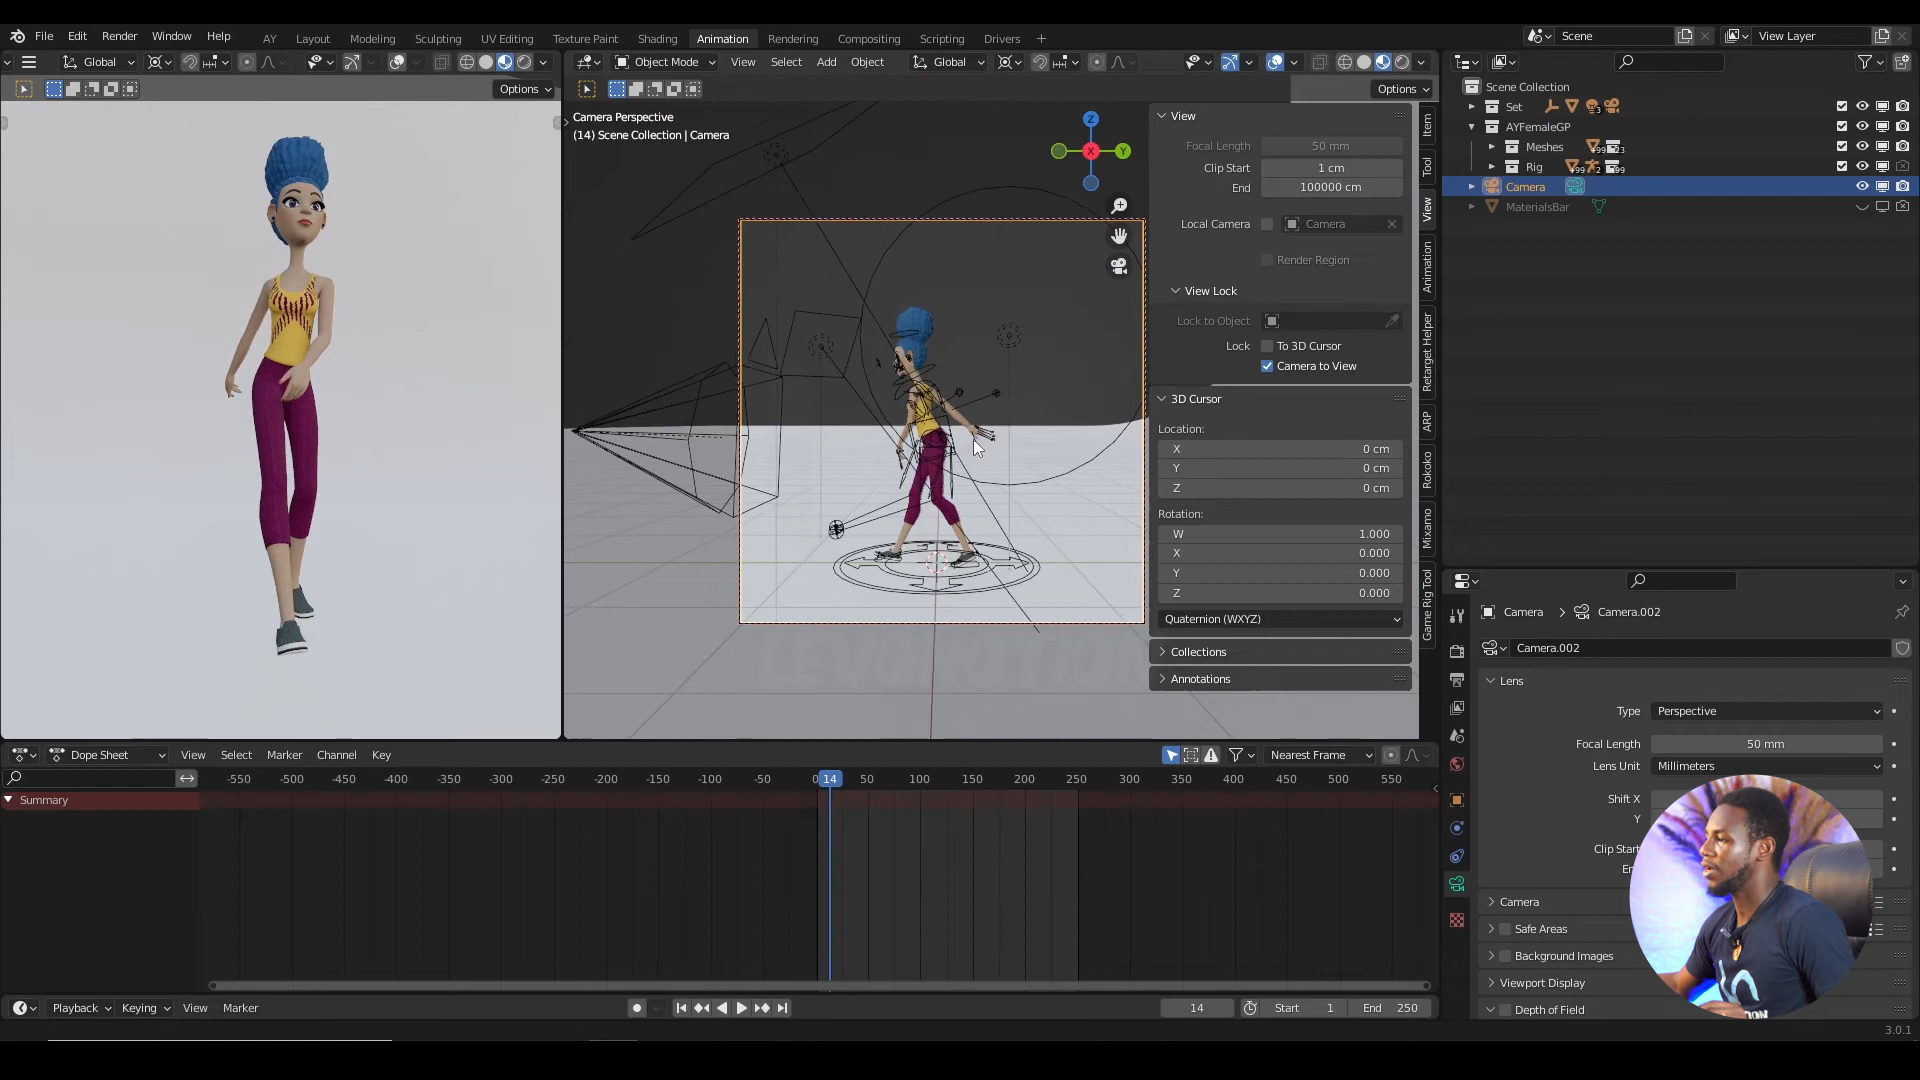 File Edit Render Window Help AY Layout Modeling Sculpting UV Editing Texture Paint Shading Animation Rendering Compositing Scripting Drivers + Scene View Layer
Global Object Mode View Select Add Object Global
Options Options
Camera Perspective
(14) Scene Collection | Camera
Z
X
Y
View
Focal Length 50 mm
Clip Start 1 cm
End 100000 cm
Local Camera Camera
Render Region
View Lock
Lock to Object
Lock To 3D Cursor
Camera to View
3D Cursor
Location:
X 0 cm
Y 0 cm
Z 0 cm
Rotation:
W 1.000
X 0.000
Y 0.000
Z 0.000
Quaternion (WXYZ)
Collections
Annotations
Item
Tool
View
Animation
Retarget Helper
ARP
Rokoko
Mixamo
Game Rig Tool
Scene Collection
Set 3
AYFemaleGP
Meshes +99 23
Rig +99 2 +99
Camera
MaterialsBar
Camera Camera.002
Camera.002
Lens
Type Perspective
Focal Length 50 mm
Lens Unit Millimeters
Shift X
Y
Clip Start
Camera
Safe Areas
Background Images
Viewport Display
Depth of Field
Dope Sheet View Select Marker Channel Key Nearest Frame
-550 -500 -450 -400 -350 -300 -250 -200 -150 -100 -50 0 14 50 100 150 200 250 300 350 400 450 500 550
Summary
Playback Keying View Marker 14 Start 1 End 250
3.0.1